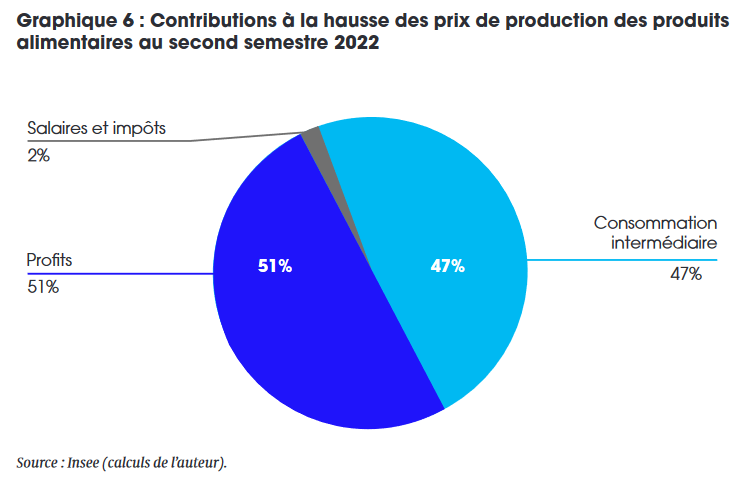 Graphique 6 : Contributions à la hausse des prix de production des produits
alimentaires au second semestre 2022
Salaires et impôts
2%
Consommation
intermédiaire
47%
Profits
51%
51%
47%
Source : Insee (calculs de l'auteur).